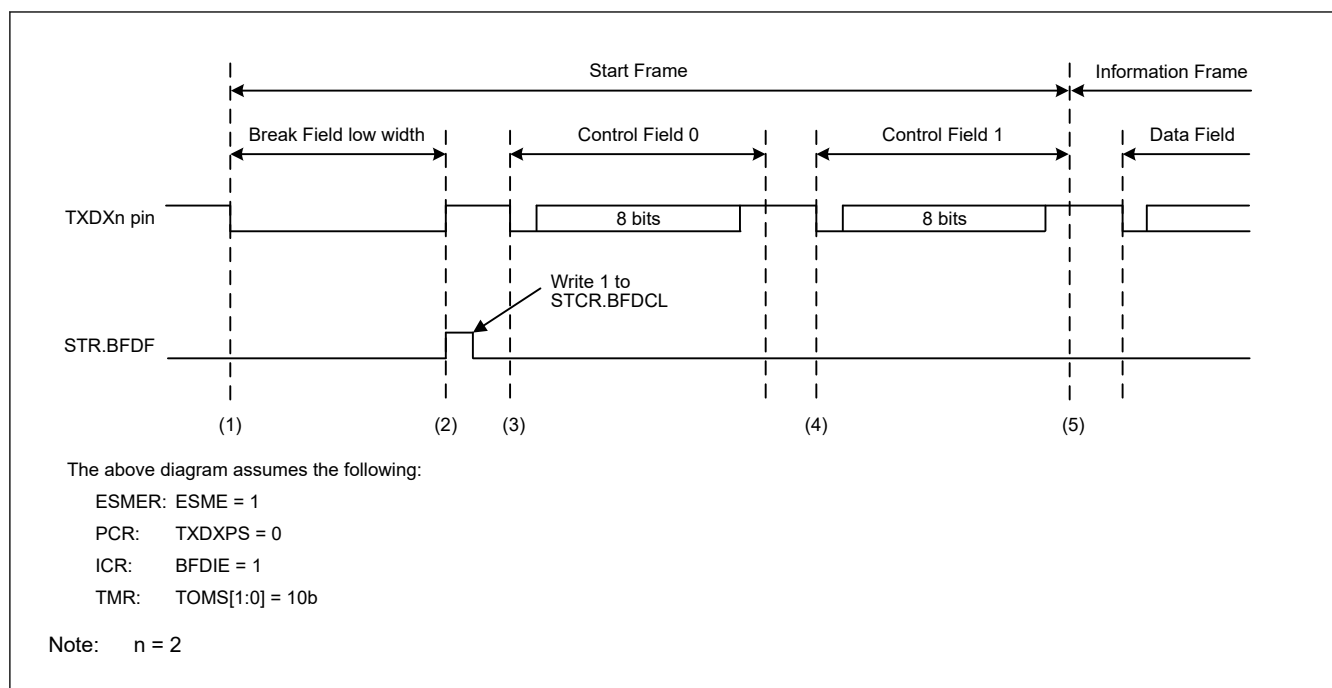 Start Frame
Information Frame
Break Field low width
Control Field 0
Control Field 1
Data Field
TXDXn pin
8 bits
8 bits
Write 1 to
STCR.BFDCL
STR.BFDF
(1)
(2)
(3)
(4)
(5)
The above diagram assumes the following:
ESMER: ESME = 1
PCR: TXDXPS = 0
ICR: BFDIE = 1
TMR: TOMS[1:0] = 10b
Note: n = 2